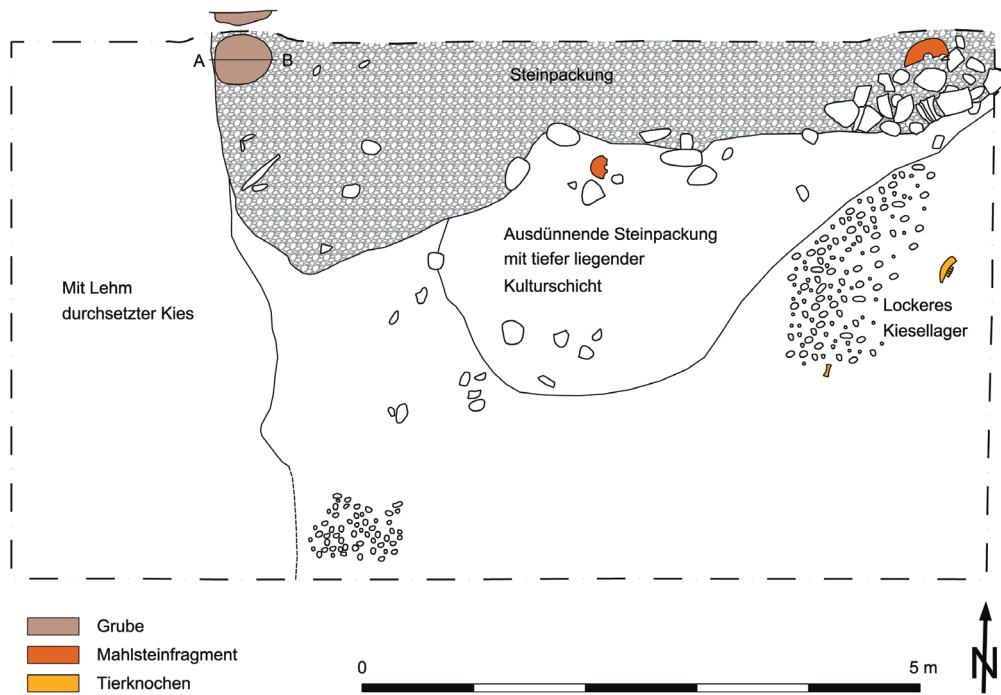 A B
Steinpackung
Ausdünnende Steinpackung
mit tiefer liegender
Kulturschicht
Mit Lehm
durchsetzter Kies
Lockeres
Kiesellager
Grube
Mahlsteinfragment
Tierknochen
0 5 m
N